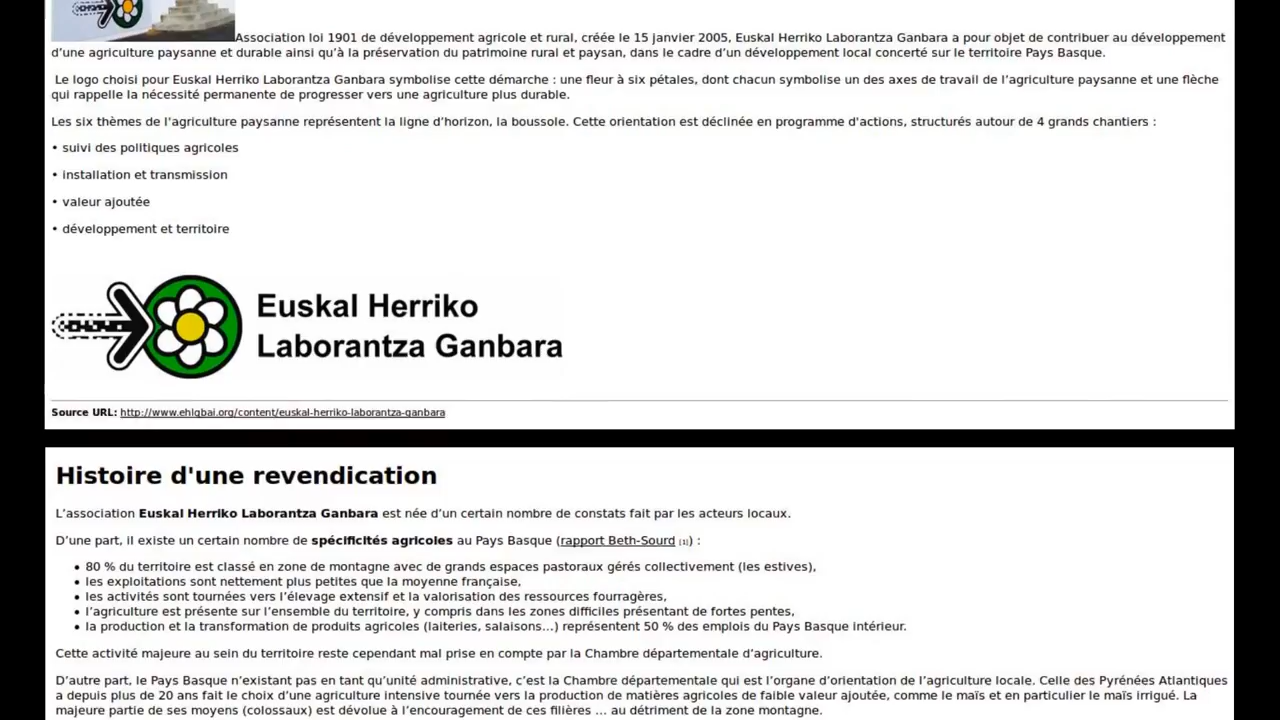 Association loi 1901 de développement agricole et rural, créée le 15 janvier 2005, Euskal Herriko Laborantza Ganbara a pour objet de contribuer au développement
d’une agriculture paysanne et durable ainsi qu’à la préservation du patrimoine rural et paysan, dans le cadre d’un développement local concerté sur le territoire Pays Basque.
Le logo choisi pour Euskal Herriko Laborantza Ganbara symbolise cette démarche : une fleur à six pétales, dont chacun symbolise un des axes de travail de l’agriculture paysanne et une flèche
qui rappelle la nécessité permanente de progresser vers une agriculture plus durable.
Les six thèmes de l’agriculture paysanne représentent la ligne d’horizon, la boussole. Cette orientation est déclinée en programme d'actions, structurés autour de 4 grands chantiers :
• suivi des politiques agricoles
• installation et transmission
• valeur ajoutée
• développement et territoire
Euskal Herriko
Laborantza Ganbara
Source URL: http://www.ehlgbai.org/content/euskal-herriko-laborantza-ganbara
Histoire d'une revendication
L’association Euskal Herriko Laborantza Ganbara est née d’un certain nombre de constats fait par les acteurs locaux.
D’une part, il existe un certain nombre de spécificités agricoles au Pays Basque (rapport Beth-Sourd [1]) :
• 80 % du territoire est classé en zone de montagne avec de grands espaces pastoraux gérés collectivement (les estives),
• les exploitations sont nettement plus petites que la moyenne française,
• les activités sont tournées vers l’élevage extensif et la valorisation des ressources fourragères,
• l’agriculture est présente sur l’ensemble du territoire, y compris dans les zones difficiles présentant de fortes pentes,
• la production et la transformation de produits agricoles (laiteries, salaisons…) représentent 50 % des emplois du Pays Basque intérieur.
Cette activité majeure au sein du territoire reste cependant mal prise en compte par la Chambre départementale d’agriculture.
D’autre part, le Pays Basque n’existant pas en tant qu’unité administrative, c’est la Chambre départementale qui est l’organe d’orientation de l’agriculture locale. Celle des Pyrénées Atlantiques
a depuis plus de 20 ans fait le choix d’une agriculture intensive tournée vers la production de matières agricoles de faible valeur ajoutée, comme le maïs et en particulier le maïs irrigué. La
majeure partie de ses moyens (colossaux) est dévolue à l’encouragement de ces filières … au détriment de la zone montagne.